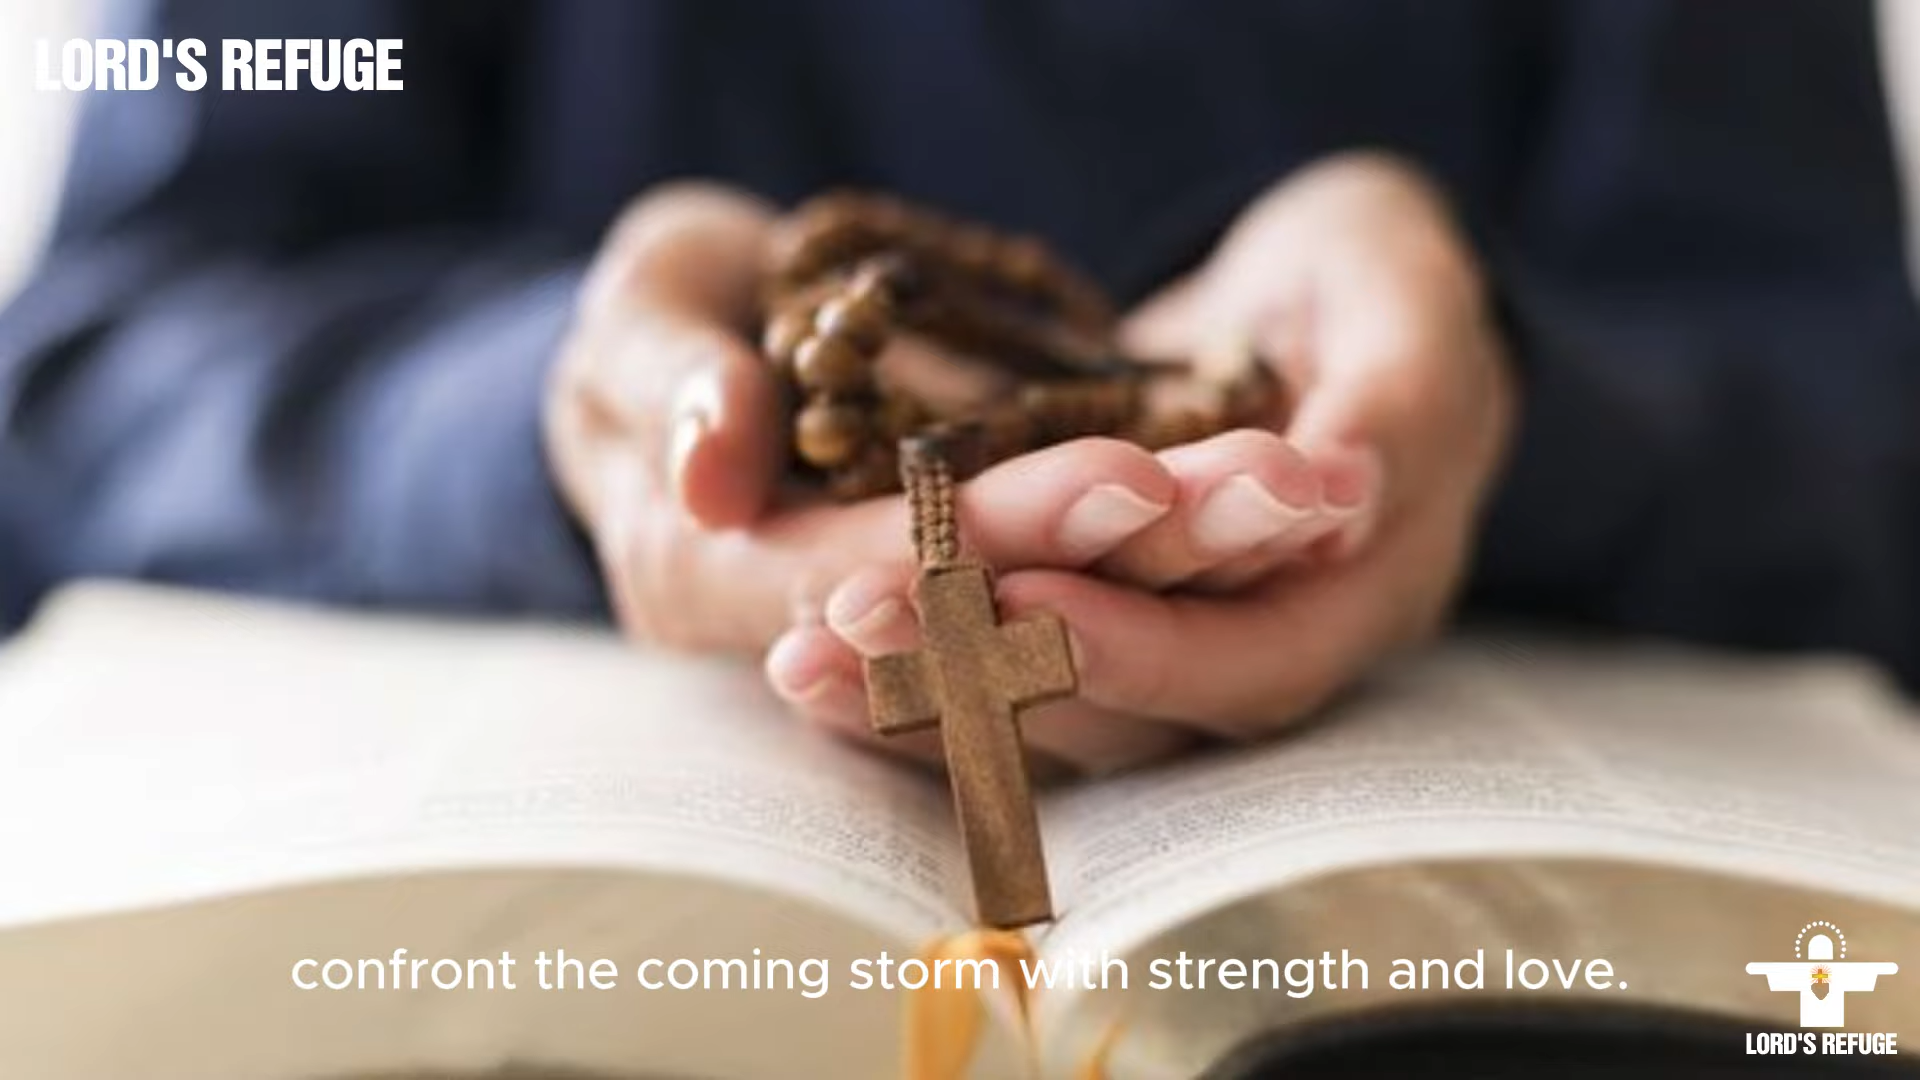 LORD'S REFUGE
confront the coming storm with strength and love.
LORD'S REFUGE